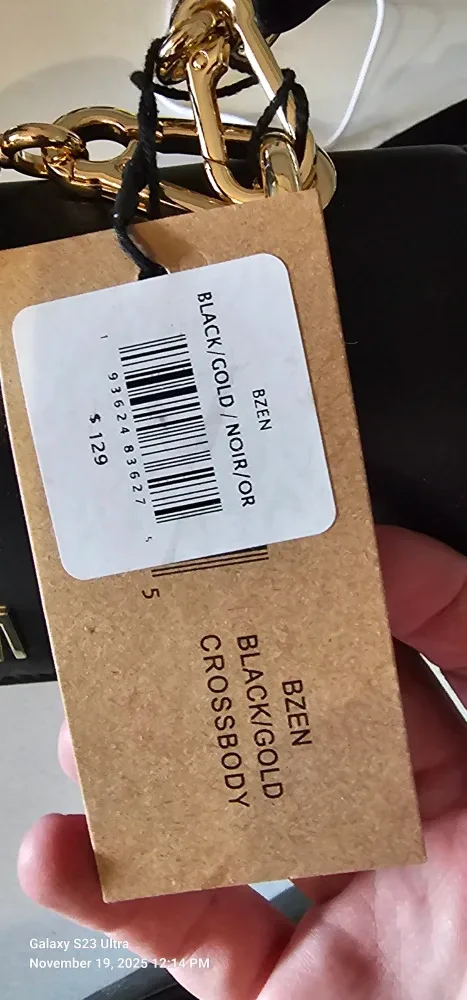 BZEN
BLACK/GOLD / NOIR/OR
1 93624 83627 5
$ 129
5
BZEN
BLACK/GOLD
CROSSBODY
Galaxy S23 Ultra
November 19, 2025 12:14 PM